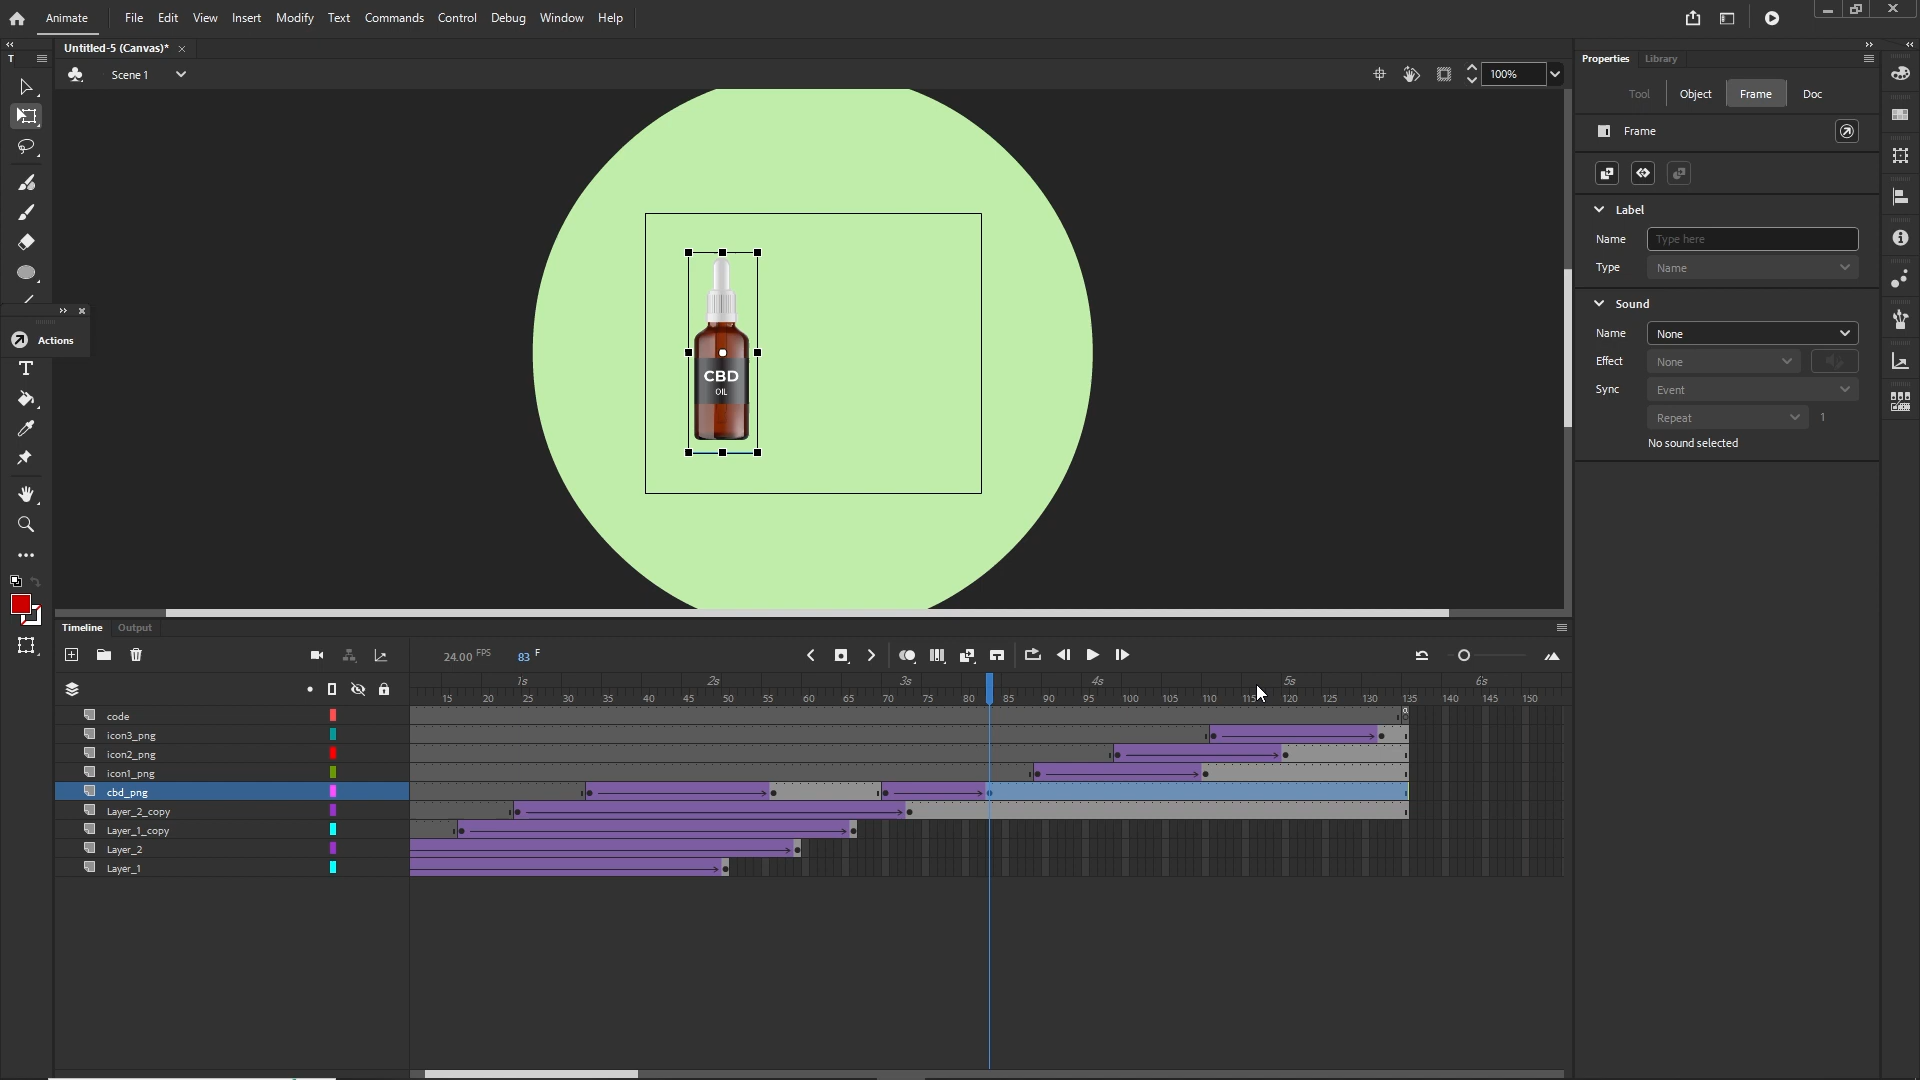 Animate File Edit View Insert Modify Text Commands Control Debug Window Help
Untitled-5 (Canvas)*
T
Scene 1
100%
Properties Library
Tool Object Frame Doc
Frame
Label
Name Type here
Type Name
Sound
Name None
Effect None
Sync Event
Repeat 1
No sound selected
Actions
T
CBD
OIL
Timeline Output
24.00 FPS 83 F
1s 2s 3s 4s 5s 6s
15 20 25 30 35 40 45 50 55 60 65 70 75 80 85 90 95 100 105 110 115 120 125 130 135 140 145 150
code
a
icon3_png
icon2_png
icon1_png
cbd_png
Layer_2_copy
Layer_1_copy
Layer_2
Layer_1